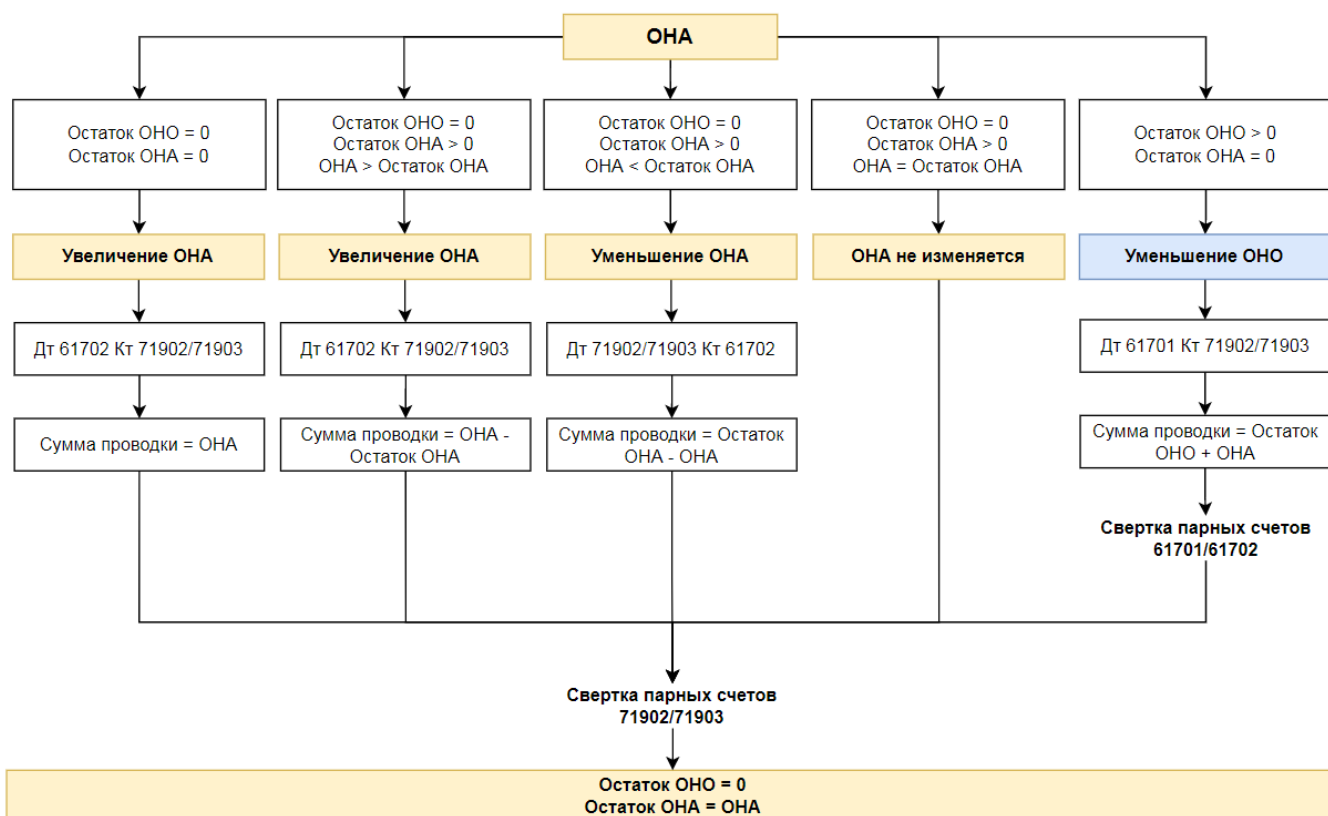 ОНА
Остаток ОНО = 0
Остаток ОНА = 0
Остаток ОНО = 0
Остаток ОНА > 0
ОНА > Остаток ОНА
Остаток ОНО = 0
Остаток ОНА > 0
ОНА < Остаток ОНА
Остаток ОНО = 0
Остаток ОНА > 0
ОНА = Остаток ОНА
Остаток ОНО > 0
Остаток ОНА = 0
Увеличение ОНА
Увеличение ОНА
Уменьшение ОНА
ОНА не изменяется
Уменьшение ОНО
Дт 61702 Кт 71902/71903
Дт 61702 Кт 71902/71903
Дт 71902/71903 Кт 61702
Дт 61701 Кт 71902/71903
Сумма проводки = ОНА
Сумма проводки = ОНА -
Остаток ОНА
Сумма проводки = Остаток
ОНА - ОНА
Сумма проводки = Остаток
ОНО + ОНА
Свертка парных счетов
61701/61702
Свертка парных счетов
71902/71903
Остаток ОНО = 0
Остаток ОНА = ОНА